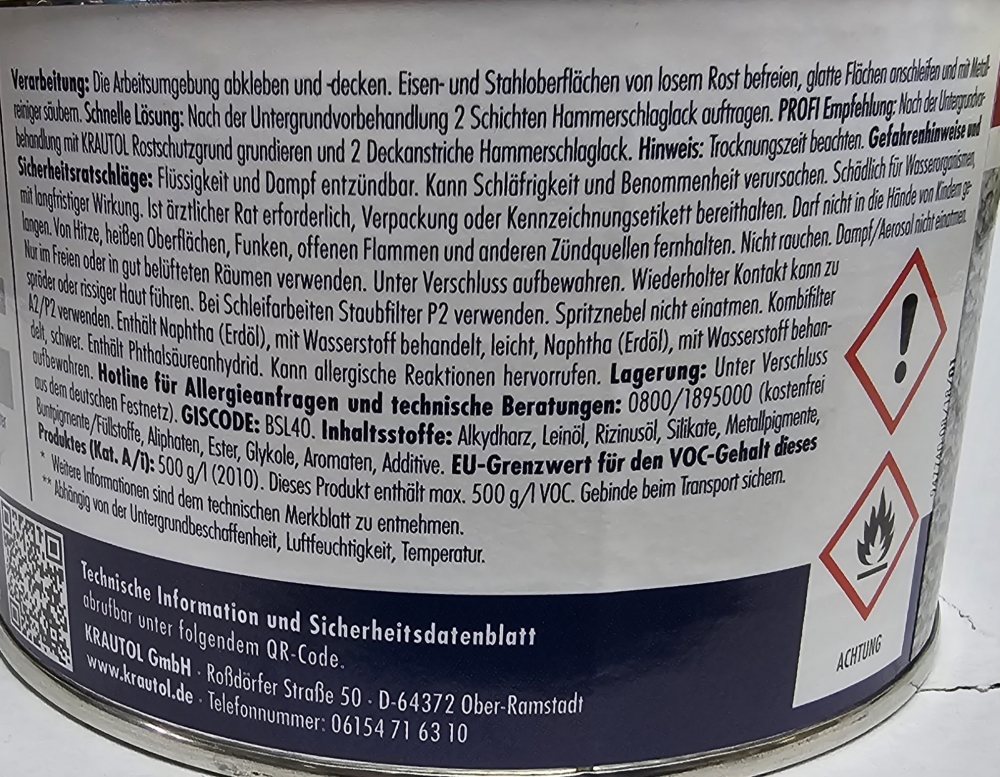 Verarbeitung: Die Arbeitsumgebung abkleben und -decken. Eisen- und Stahloberflächen von losem Rost befreien, glatte Flächen anschleifen und mit Metall-
reiniger säubern. Schnelle Lösung: Nach der Untergrundvorbehandlung 2 Schichten Hammerschlaglack auftragen. PROFI Empfehlung: Nach der Untergrundvor-
behandlung mit KRAUTOL Rostschutzgrund grundieren und 2 Deckanstriche Hammerschlaglack. Hinweis: Trocknungszeit beachten. Gefahrenhinweise und
Sicherheitsratschläge: Flüssigkeit und Dampf entzündbar. Kann Schläfrigkeit und Benommenheit verursachen. Schädlich für Wasserorganismen,
mit langfristiger Wirkung. Ist ärztlicher Rat erforderlich, Verpackung oder Kennzeichnungsetikett bereithalten. Darf nicht in die Hände von Kindern ge-
langen. Von Hitze, heißen Oberflächen, Funken, offenen Flammen und anderen Zündquellen fernhalten. Nicht rauchen. Dampf/Aerosol nicht einatmen.
Nur im Freien oder in gut belüfteten Räumen verwenden. Unter Verschluss aufbewahren. Wiederholter Kontakt kann zu
spröder oder rissiger Haut führen. Bei Schleifarbeiten Staubfilter P2 verwenden. Spritznebel nicht einatmen. Kombifilter
A2/P2 verwenden. Enthält Naphtha (Erdöl), mit Wasserstoff behandelt, leicht, Naphtha (Erdöl), mit Wasserstoff behan-
delt, schwer. Enthält Phthalsäureanhydrid. Kann allergische Reaktionen hervorrufen. Lagerung: Unter Verschluss
aufbewahren. Hotline für Allergieanfragen und technische Beratungen: 0800/1895000 (kostenfrei
aus dem deutschen Festnetz). GISCODE: BSL40. Inhaltsstoffe: Alkydharz, Leinöl, Rizinusöl, Silikate, Metallpigmente,
Buntpigmente/Füllstoffe, Aliphaten, Ester, Glykole, Aromaten, Additive. EU-Grenzwert für den VOC-Gehalt dieses
Produktes (Kat. A/i): 500 g/l (2010). Dieses Produkt enthält max. 500 g/l VOC. Gebinde beim Transport sichern.
* Weitere Informationen sind dem technischen Merkblatt zu entnehmen.
** Abhängig von der Untergrundbeschaffenheit, Luftfeuchtigkeit, Temperatur.
Technische Information und Sicherheitsdatenblatt
abrufbar unter folgendem QR-Code.
KRAUTOL GmbH · Roßdörfer Straße 50 · D-64372 Ober-Ramstadt
www.krautol.de · Telefonnummer: 06154 71 63 10
ACHTUNG